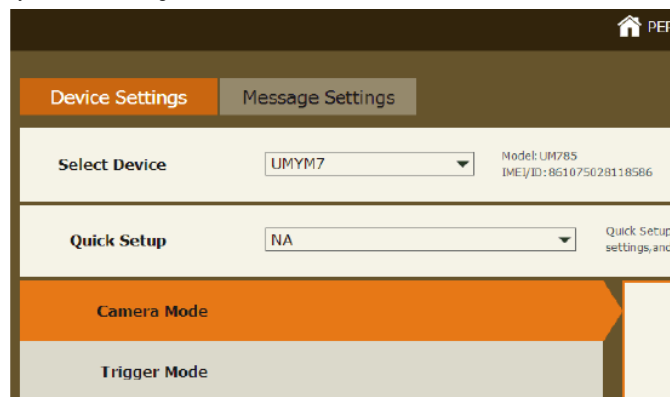 Device Settings
Message Settings
Select Device
UMYM7
Model: UM785
IMEI/ID: 861075028118586
Quick Setup
NA
Quick Setup
settings,and
Camera Mode
Trigger Mode